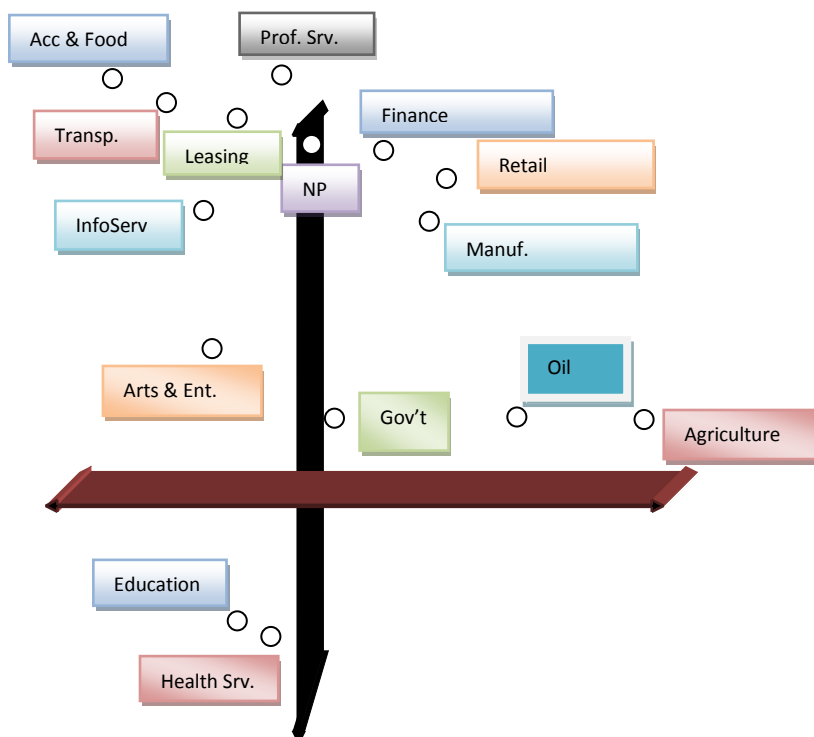 Acc & Food
Prof. Srv.
Finance
Transp.
Leasing
Retail
NP
InfoServ
Manuf.
Oil
Arts & Ent.
Gov't
Agriculture
Education
Health Srv.